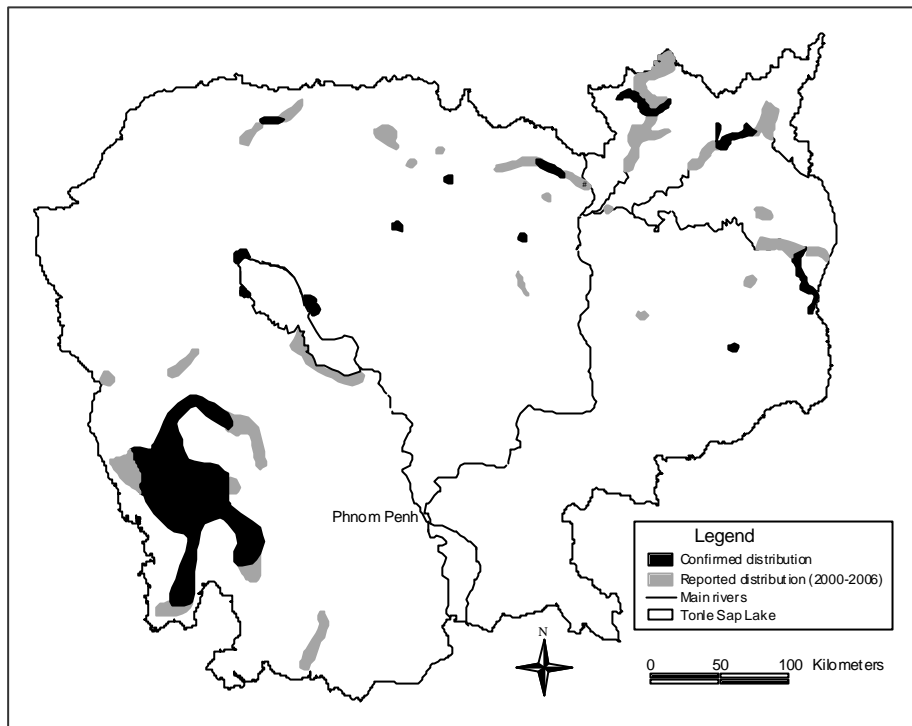 Phnom Penh
Legend
Confirmed distribution
Reported distribution (2000-2006)
Main rivers
Tonle Sap Lake
N
0 50 100 Kilometers